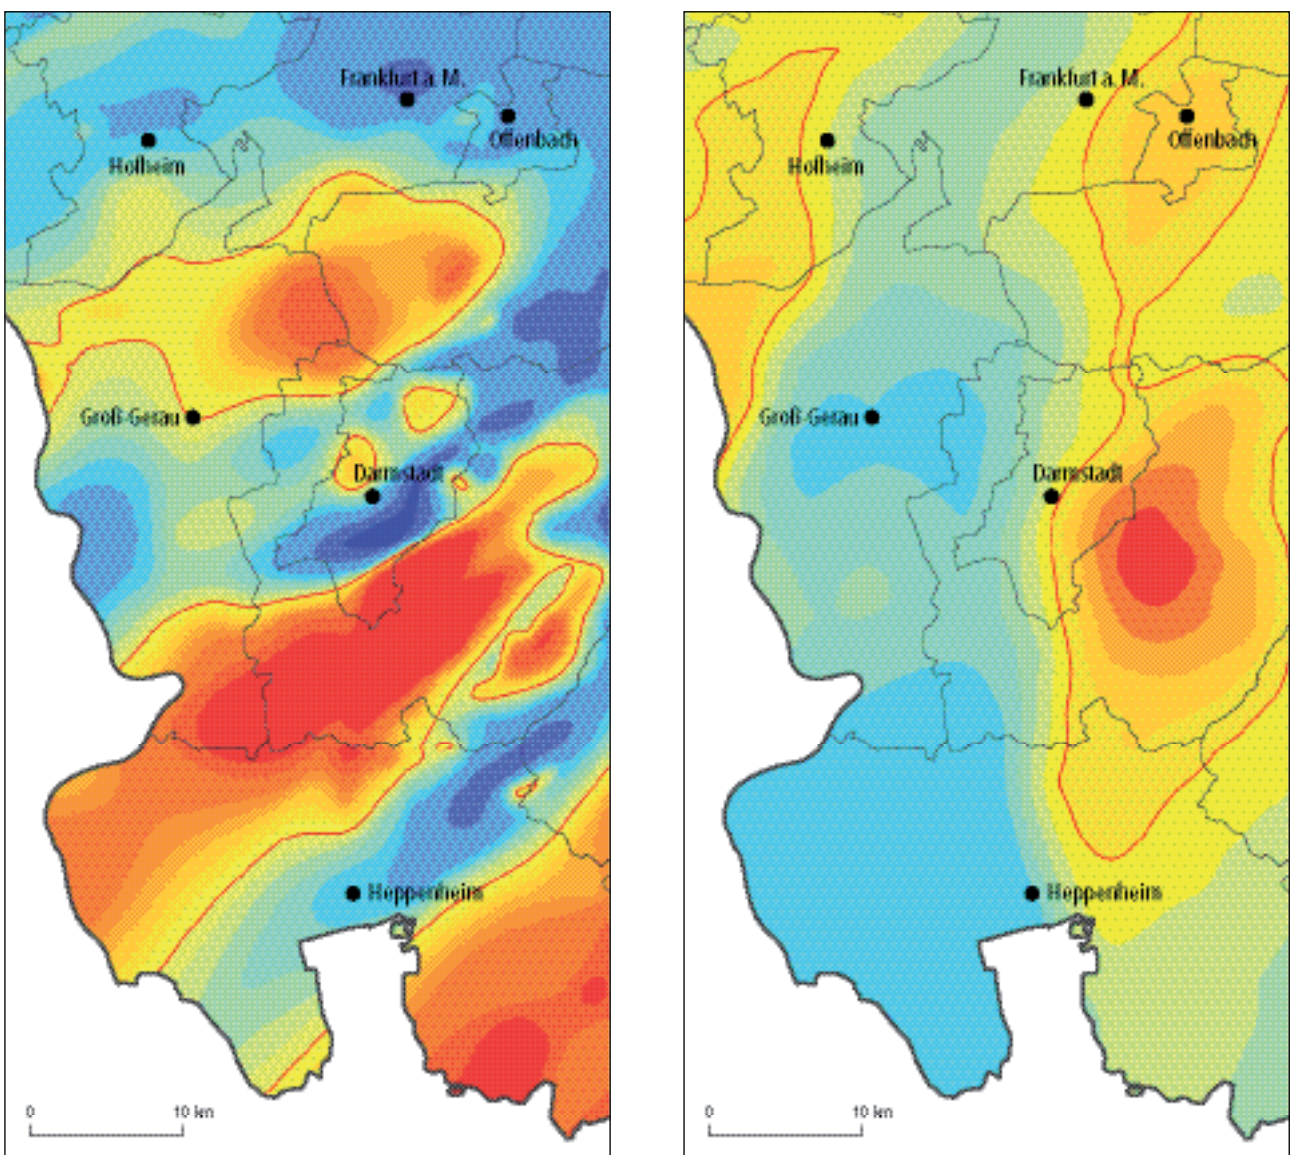 Frankfurt a. M.
Offenbach
Hofheim
Groß-Gerau
Darmstadt
Heppenheim
0 10 km
Frankfurt a. M.
Offenbach
Hofheim
Groß-Gerau
Darmstadt
Heppenheim
0 10 km